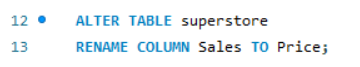 12 ALTER TABLE superstore
13 RENAME COLUMN Sales TO Price;